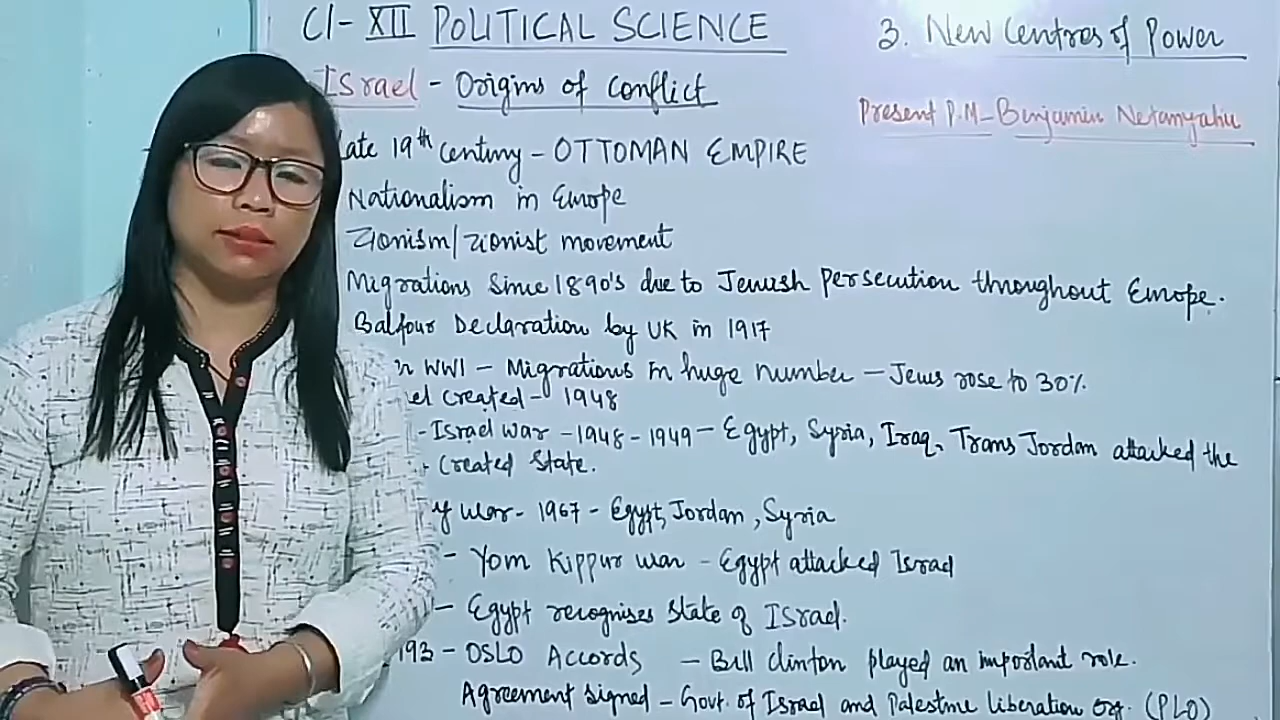 Cl- XII POLITICAL SCIENCE
3. New Centres of Power
Israel - Origins of Conflict
Present P.M- Benjamin Netanyahu
Late 19th century - OTTOMAN EMPIRE
Nationalism in Europe
Zionism/Zionist movement
Migrations Since 1890's due to Jewish Persecution throughout Europe.
Balfour Declaration by UK in 1917
WWI - Migrations in huge number - Jews rose to 30%
el Created - 1948
-Israel war - 1948 - 1949 - Egypt, Syria, Iraq, Trans Jordan attacked the
Created State.
y war - 1967 - Egypt, Jordan, Syria
- Yom Kippur war - Egypt attacked Israel
- Egypt recognises State of Israel.
93 - OSLO Accords - Bill Clinton played an important role.
Agreement signed - Govt. of Israel and Palestine Liberation Org. (PLO)